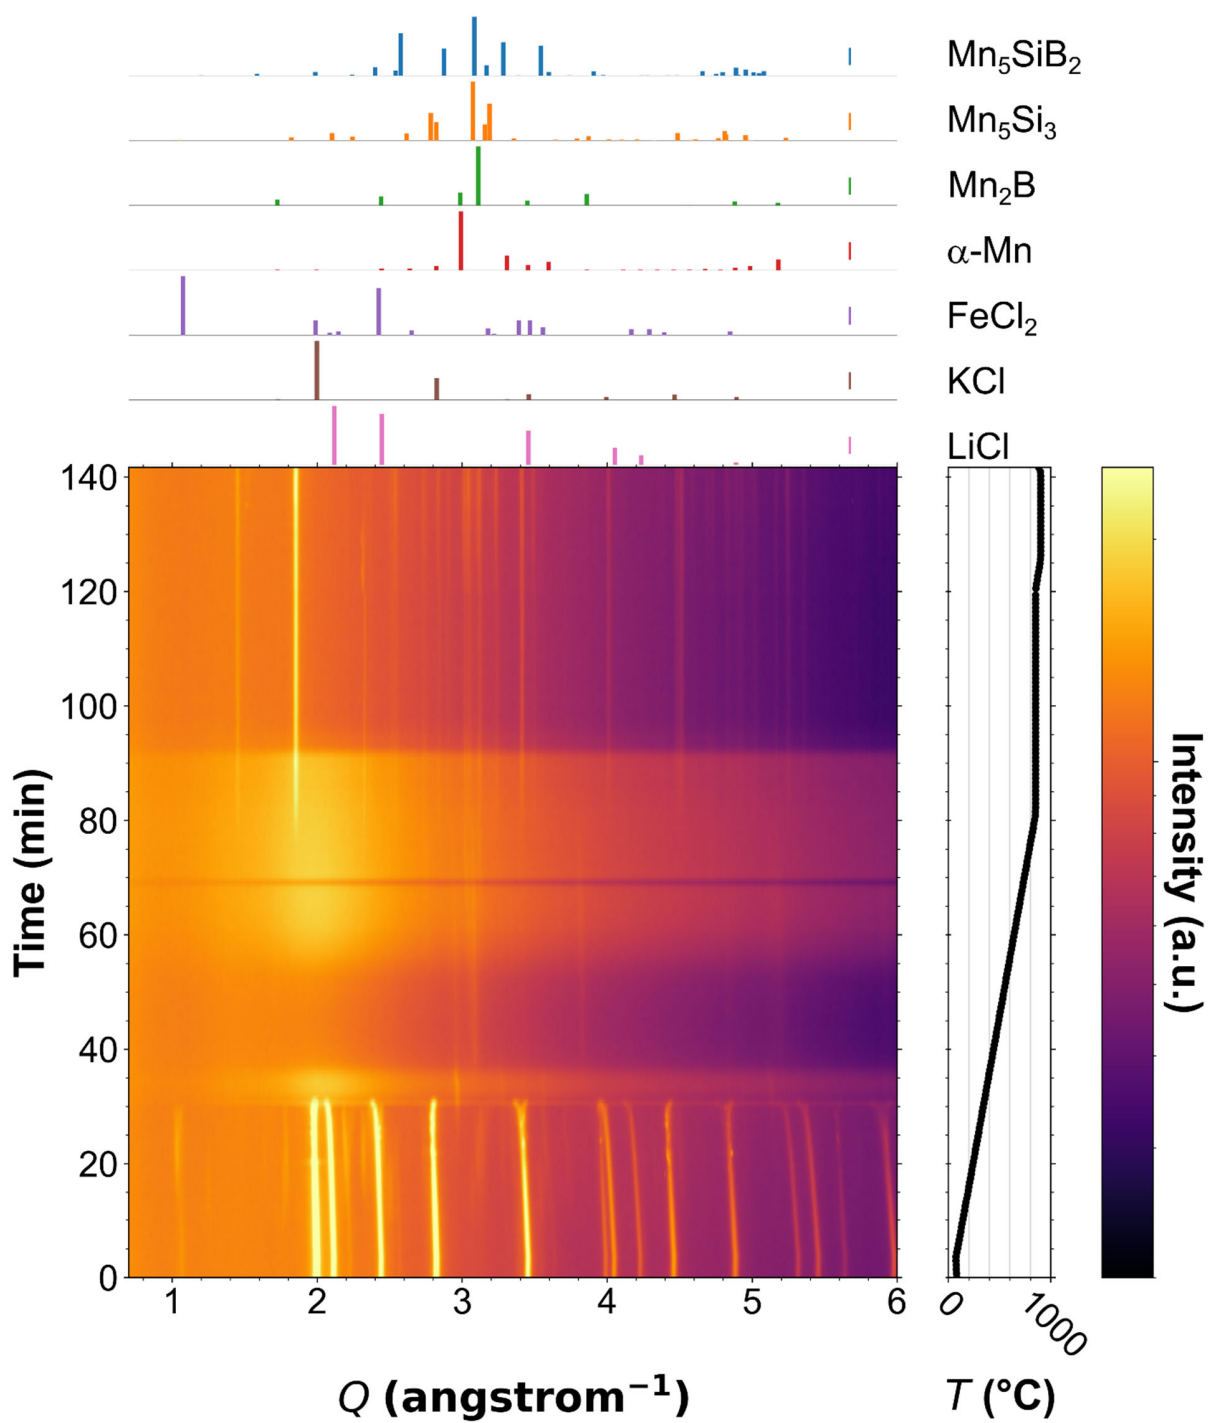 Mn₅SiB₂
Mn₅Si₃
Mn₂B
α-Mn
FeCl₂
KCl
LiCl
140
120
100
80
60
40
20
0
Time (min)
1 2 3 4 5 6
Q (angstrom⁻¹)
0 1000
T (°C)
Intensity (a.u.)